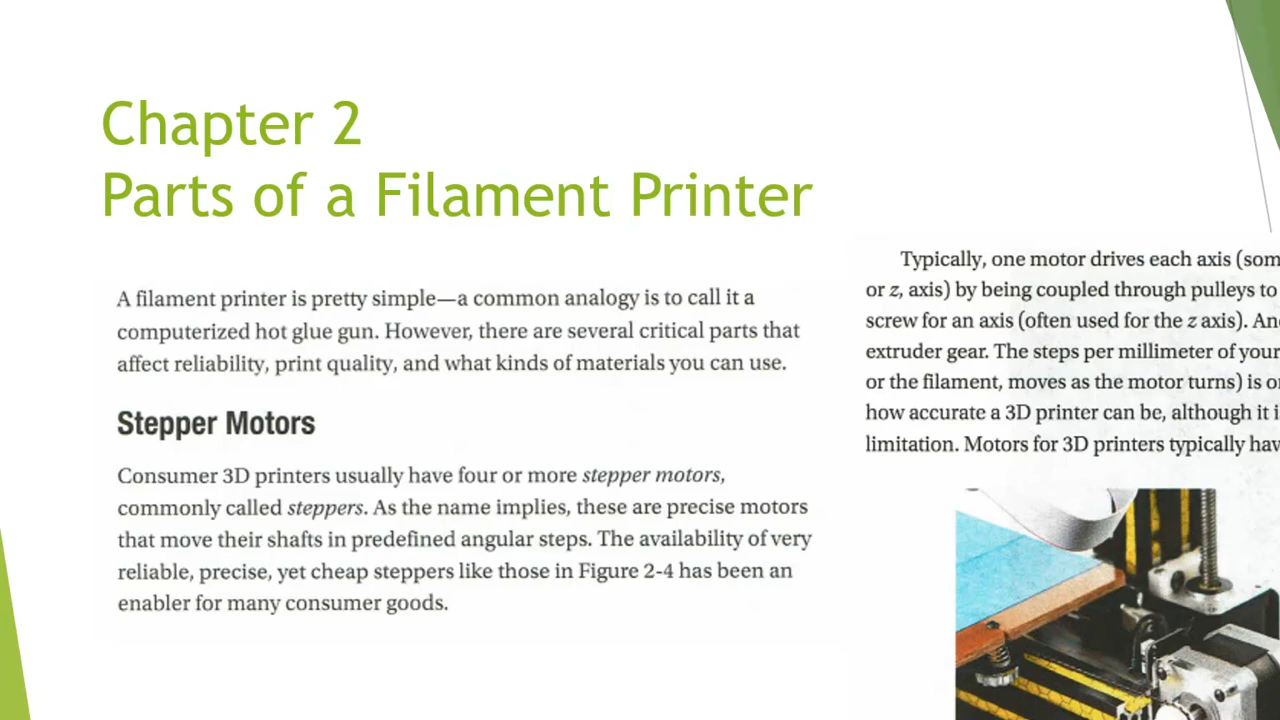 Chapter 2
Parts of a Filament Printer
A filament printer is pretty simple—a common analogy is to call it a
computerized hot glue gun. However, there are several critical parts that
affect reliability, print quality, and what kinds of materials you can use.
Stepper Motors
Consumer 3D printers usually have four or more stepper motors,
commonly called steppers. As the name implies, these are precise motors
that move their shafts in predefined angular steps. The availability of very
reliable, precise, yet cheap steppers like those in Figure 2-4 has been an
enabler for many consumer goods.
Typically, one motor drives each axis (som
or z, axis) by being coupled through pulleys to
screw for an axis (often used for the z axis). An
extruder gear. The steps per millimeter of your
or the filament, moves as the motor turns) is o
how accurate a 3D printer can be, although it i
limitation. Motors for 3D printers typically hav